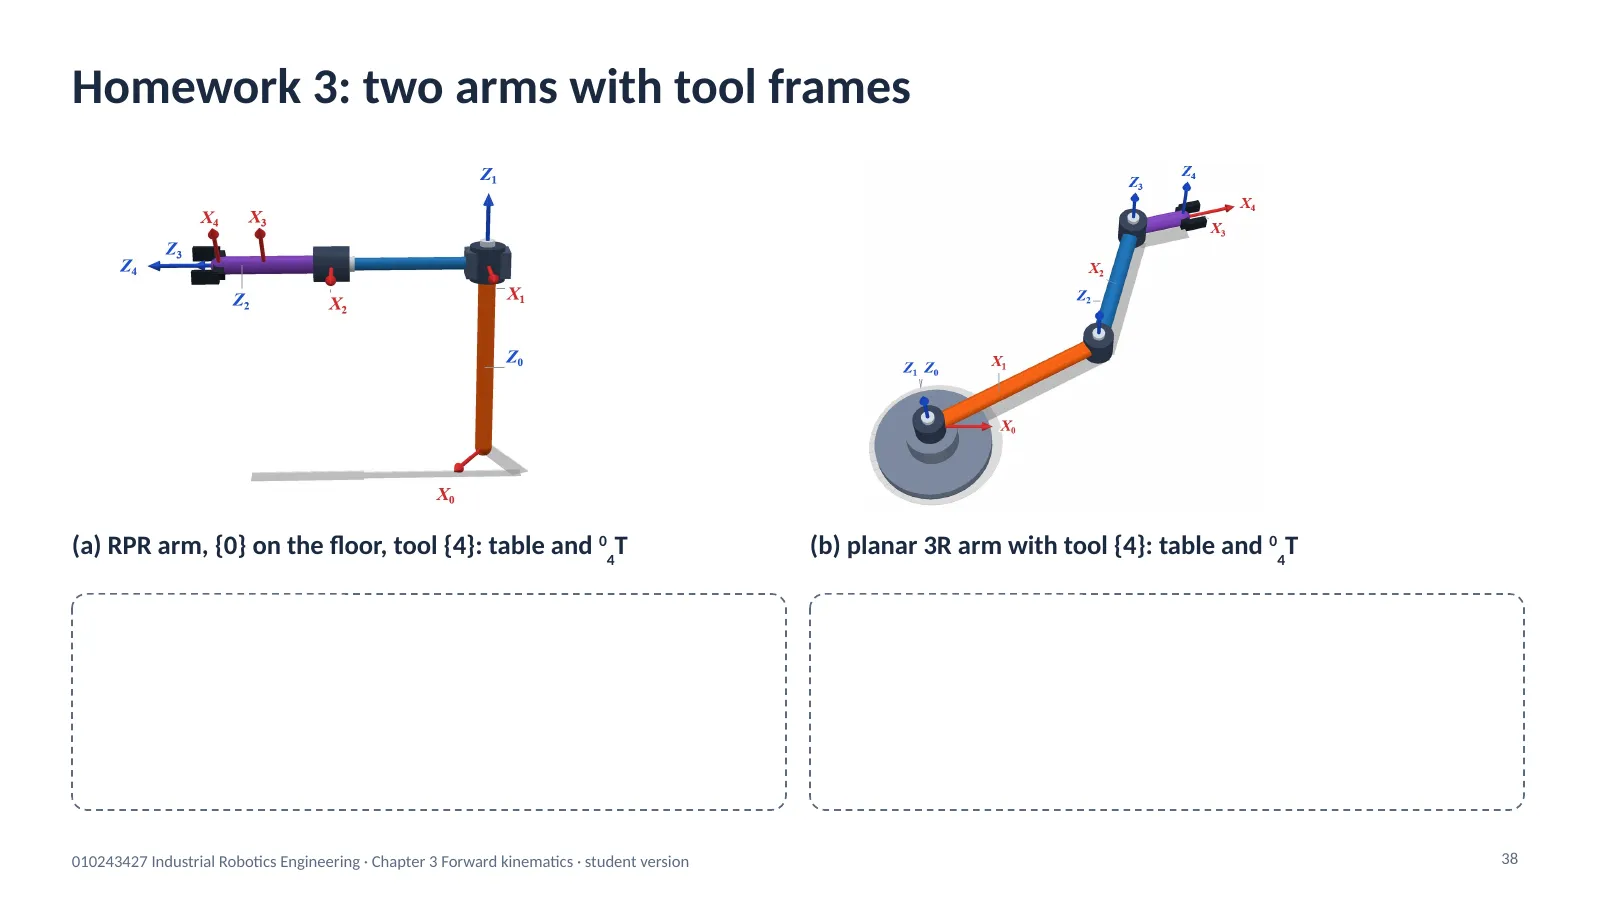 Homework 3: two arms with tool frames
Z₁
X₄
X₃
Z₃
Z₄
Z₂
X₂
X₁
Z₀
X₀
Z₃
Z₄
X₄
X₃
X₂
Z₂
Z₁ Z₀
X₁
X₀
(a) RPR arm, {0} on the floor, tool {4}: table and ⁰₄T
(b) planar 3R arm with tool {4}: table and ⁰₄T
010243427 Industrial Robotics Engineering · Chapter 3 Forward kinematics · student version
38